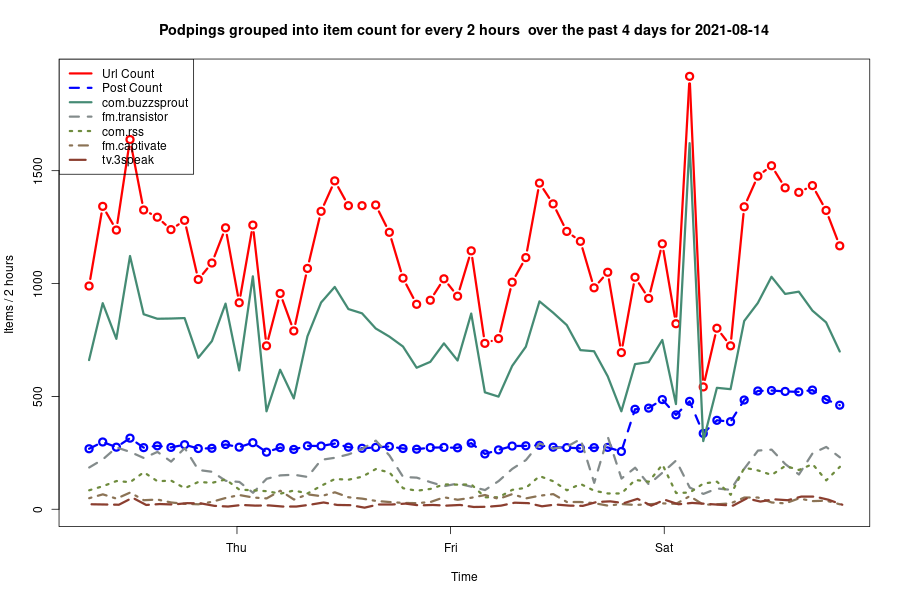 Podpings grouped into item count for every 2 hours  over the past 4 days for 2021-08-14
Url Count
Post Count
com.buzzsprout
fm.transistor
com.rss
fm.captivate
tv.3speak
Items / 2 hours
1500
1000
500
0
Thu
Fri
Sat
Time